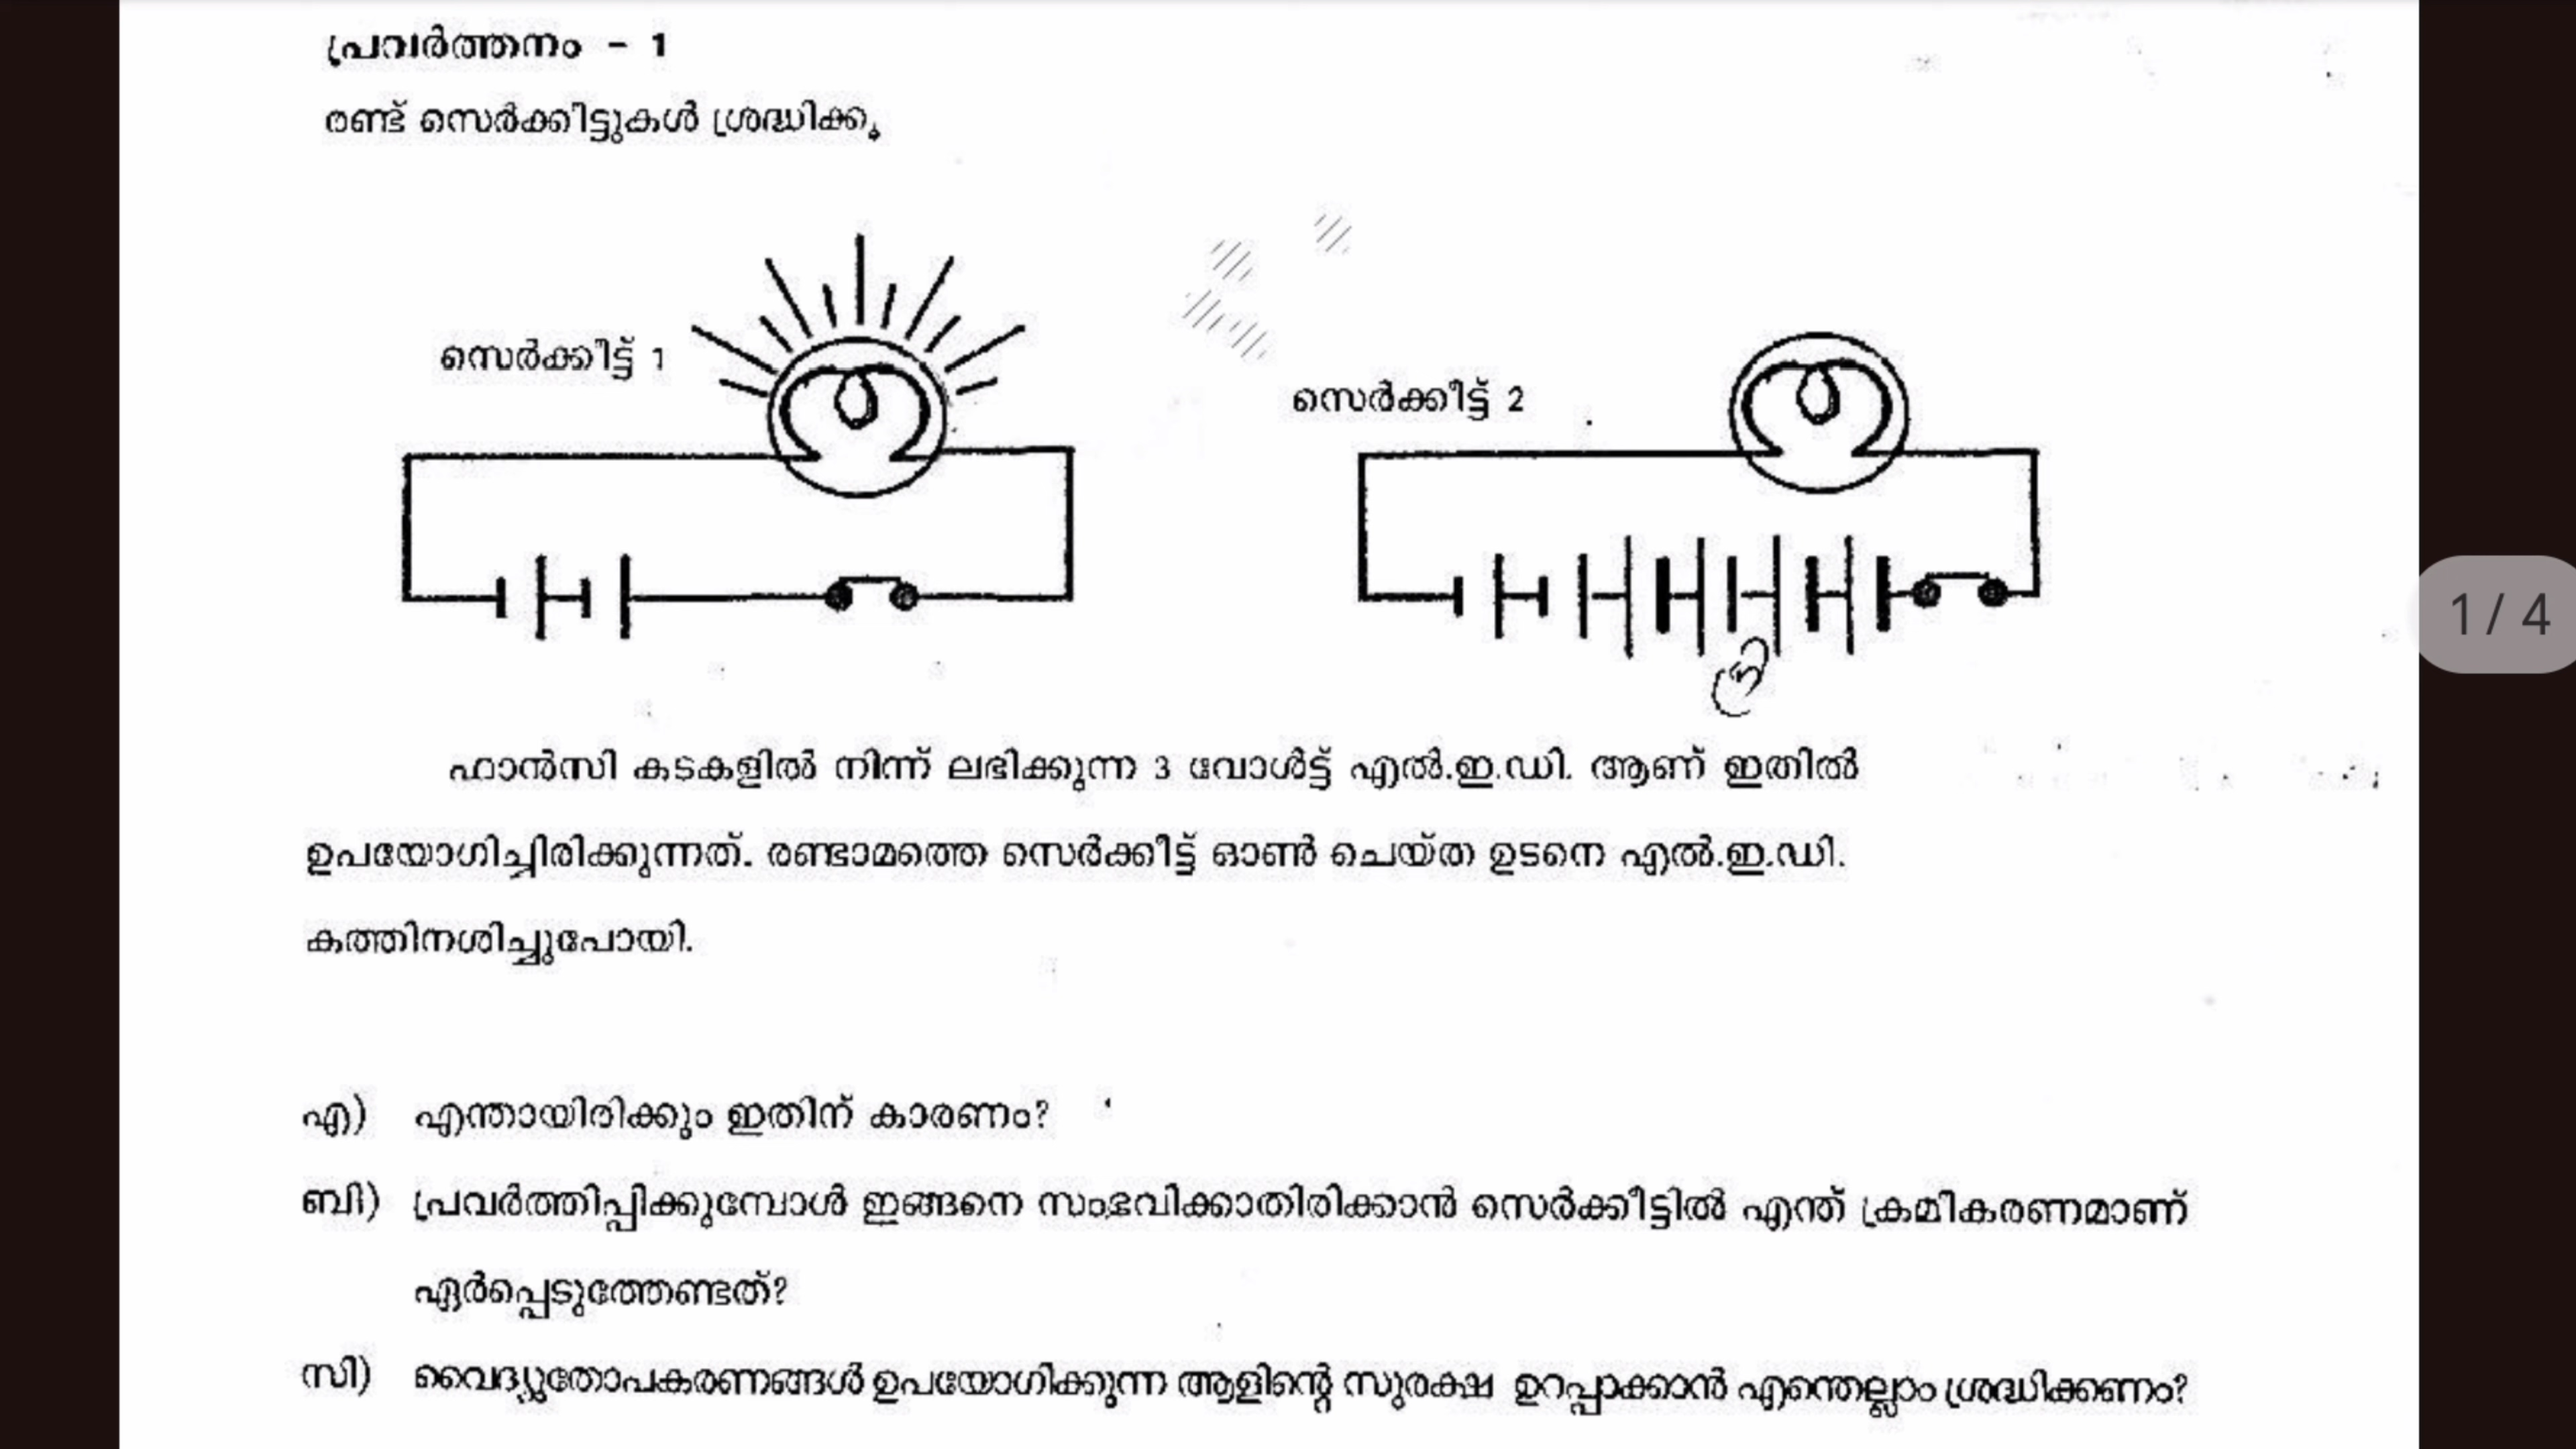 പ്രവർത്തനം - 1
രണ്ട് സെർക്കീട്ടുകൾ ശ്രദ്ധിക്കൂ
സെർക്കീട്ട് 1
സെർക്കീട്ട് 2
1/ 4
ഫാൻസി കടകളിൽ നിന്ന് ലഭിക്കുന്ന 3 വോൾട്ട് എൽ.ഇ.ഡി. ആണ് ഇതിൽ
ഉപയോഗിച്ചിരിക്കുന്നത്. രണ്ടാമത്തെ സെർക്കീട്ട് ഓൺ ചെയ്ത ഉടനെ എൽ.ഇ.ഡി.
കത്തിനശിച്ചുപോയി.
എ) എന്തായിരിക്കും ഇതിന് കാരണം?
ബി) പ്രവർത്തിപ്പിക്കുമ്പോൾ ഇങ്ങനെ സംഭവിക്കാതിരിക്കാൻ സെർക്കീട്ടിൽ എന്ത് ക്രമീകരണമാണ്
ഏർപ്പെടുത്തേണ്ടത്?
സി) വൈദ്യുതോപകരണങ്ങൾ ഉപയോഗിക്കുന്ന ആളിന്റെ സുരക്ഷ ഉറപ്പാക്കാൻ എന്തെല്ലാം ശ്രദ്ധിക്കണം?